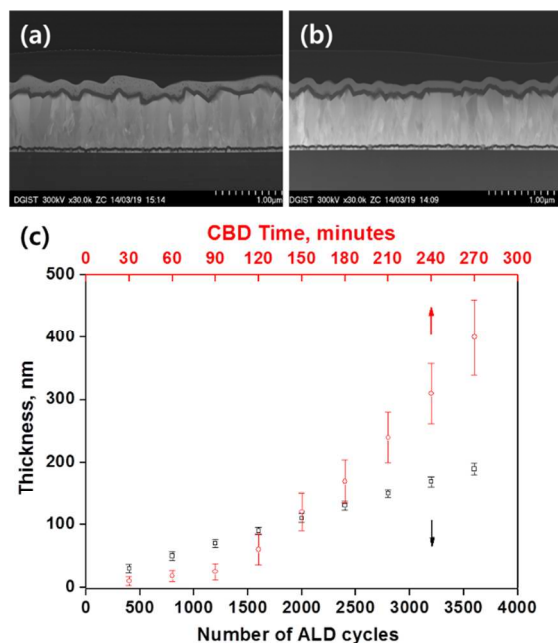 (a)
DGIST 300kV x30.0k ZC 14/03/19 15:14 1.00μm
(b)
DGIST 300kV x30.0k ZC 14/03/19 14:09 1.00μm
(c)
CBD Time, minutes
0 30 60 90 120 150 180 210 240 270 300
500
400
300
200
100
0
Thickness, nm
0 500 1000 1500 2000 2500 3000 3500 4000
Number of ALD cycles